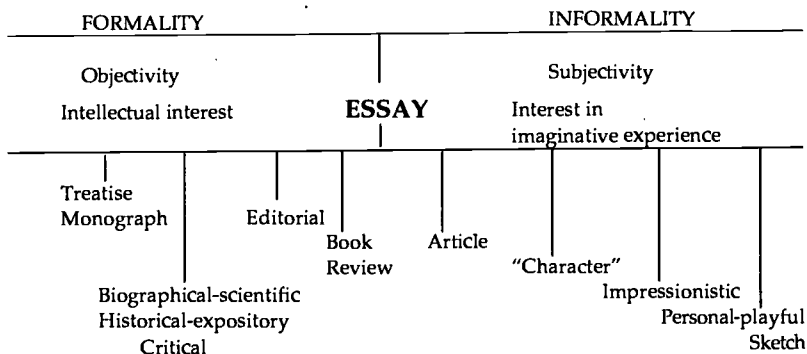 FORMALITY
INFORMALITY
Objectivity
Subjectivity
Intellectual interest
ESSAY
Interest in
imaginative experience
Treatise
Monograph
Biographical-scientific
Historical-expository
Critical
Editorial
Book
Review
Article
"Character"
Impressionistic
Personal-playful
Sketch